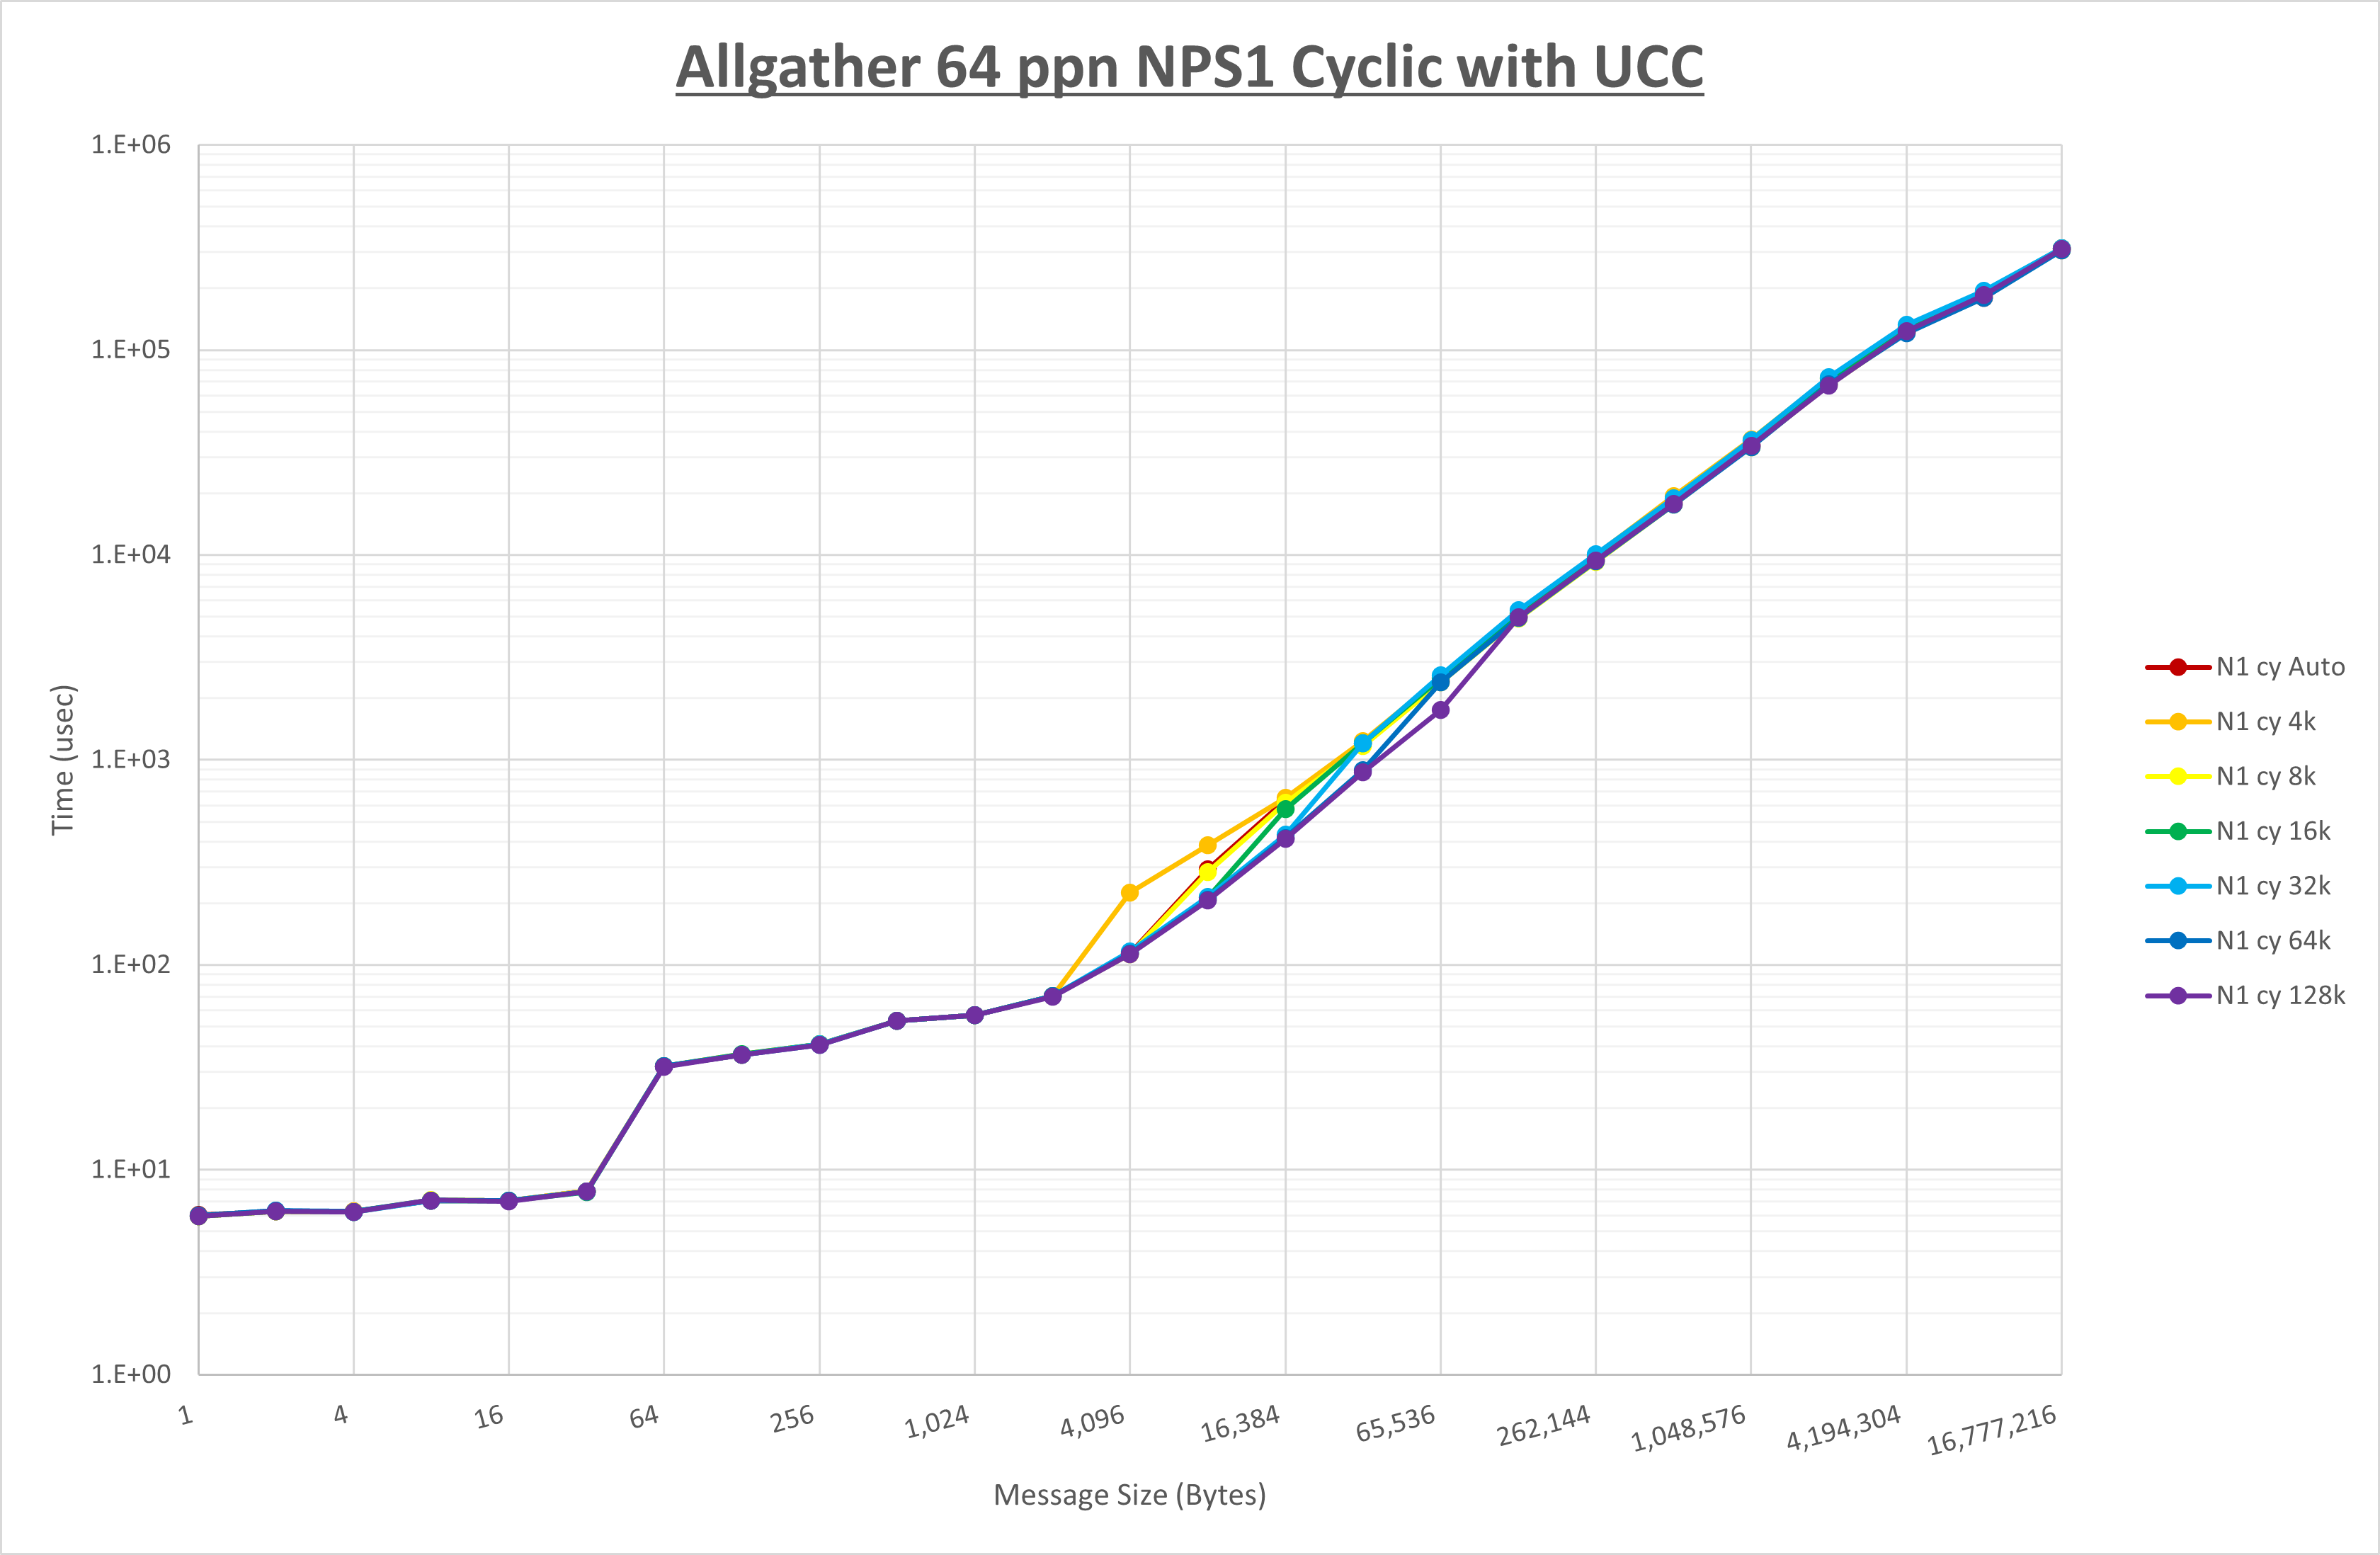 Allgather 64 ppn NPS1 Cyclic with UCC
1.E+06
1.E+05
1.E+04
1.E+03
1.E+02
1.E+01
1.E+00
Time (usec)
1
4
16
64
256
1,024
4,096
16,384
65,536
262,144
1,048,576
4,194,304
16,777,216
Message Size (Bytes)
N1 cy Auto
N1 cy 4k
N1 cy 8k
N1 cy 16k
N1 cy 32k
N1 cy 64k
N1 cy 128k